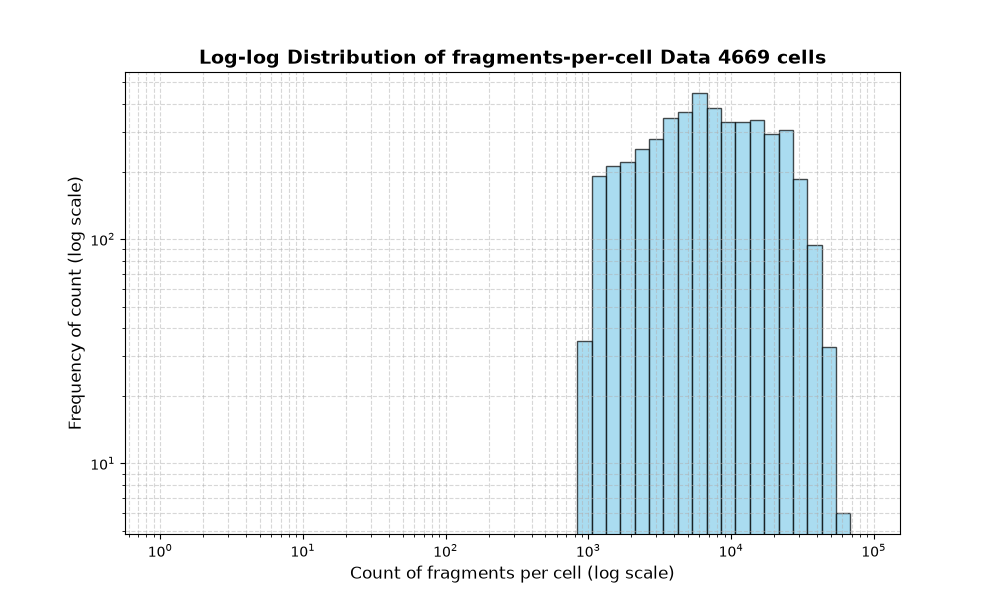 Log-log Distribution of fragments-per-cell Data 4669 cells
Frequency of count (log scale)
10²
10¹
10⁰ 10¹ 10² 10³ 10⁴ 10⁵
Count of fragments per cell (log scale)